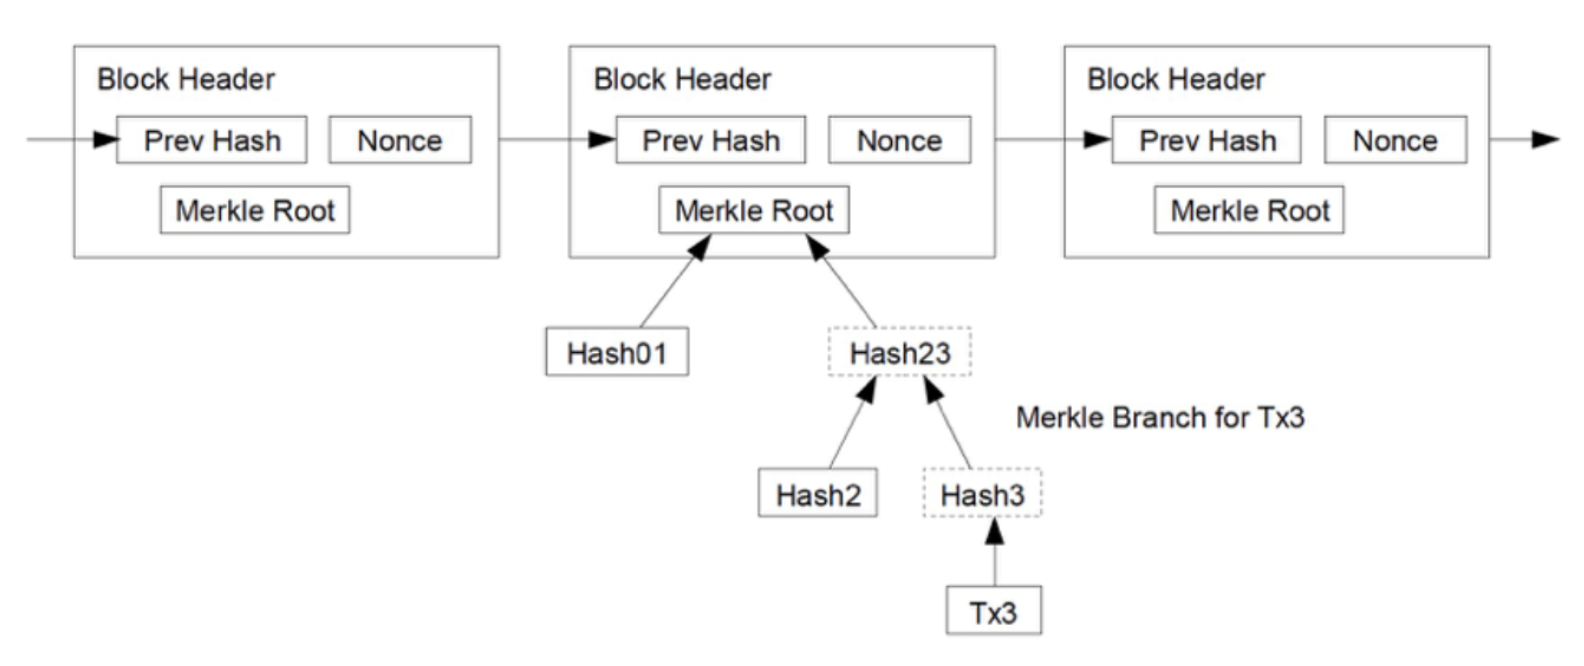 Block Header
Prev Hash
Nonce
Merkle Root
Block Header
Prev Hash
Nonce
Merkle Root
Block Header
Prev Hash
Nonce
Merkle Root
Hash01
Hash23
Merkle Branch for Tx3
Hash2
Hash3
Tx3